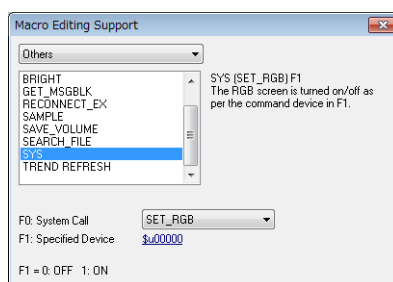 Macro Editing Support
Others
BRIGHT
GET_MSGBLK
RECONNECT_EX
SAMPLE
SAVE_VOLUME
SEARCH_FILE
SYS
TREND REFRESH
SYS (SET_RGB) F1
The RGB screen is turned on/off as
per the command device in F1.
F0: System Call
SET_RGB
F1: Specified Device
$u00000
F1 = 0: OFF 1: ON